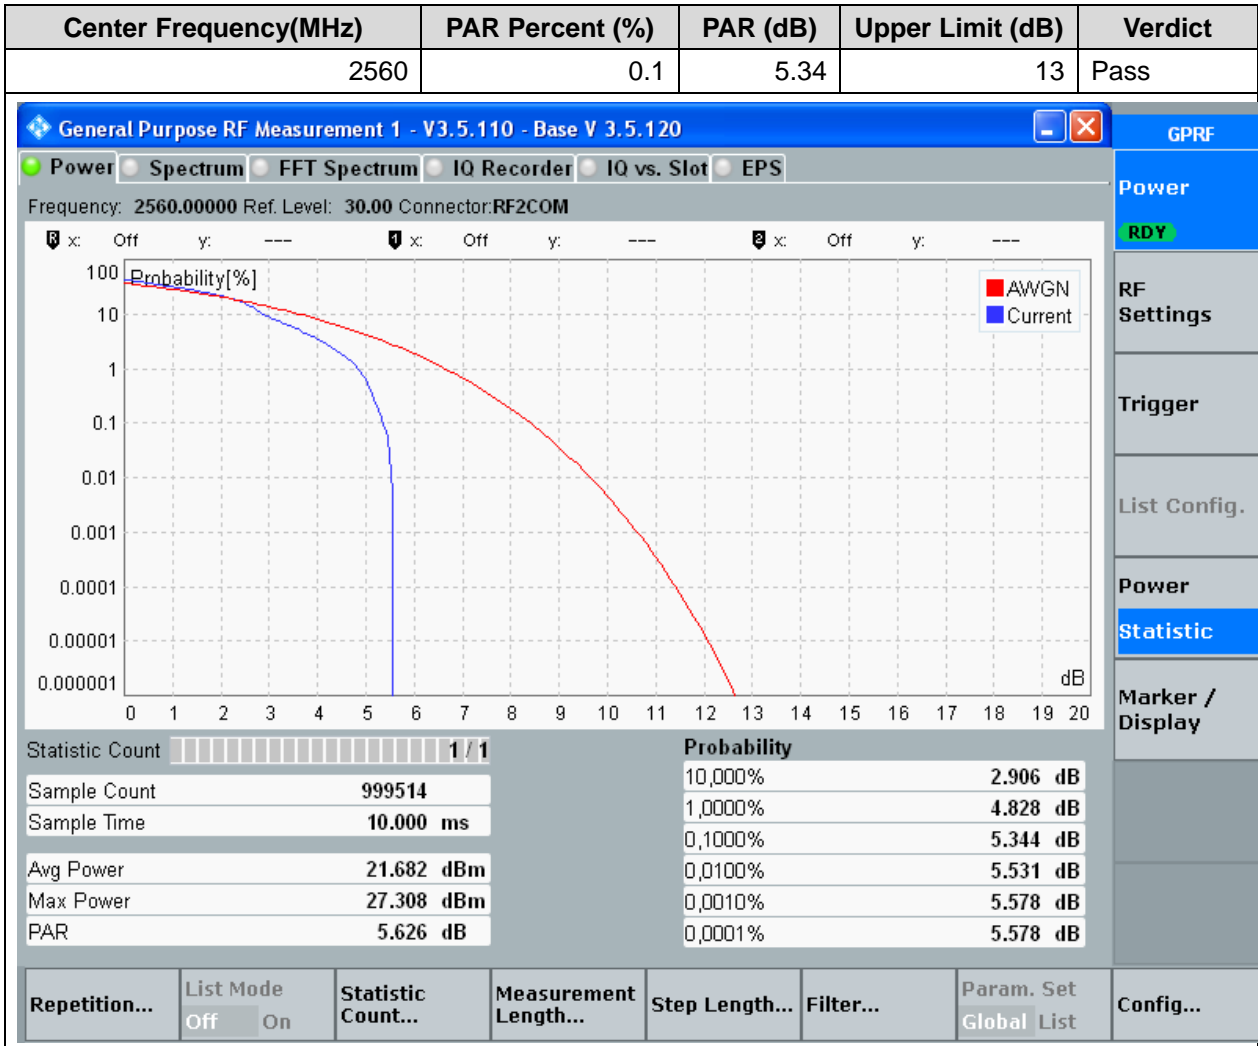 Center Frequency(MHz) PAR Percent (%) PAR (dB) Upper Limit (dB) Verdict
2560 0.1 5.34 13 Pass
General Purpose RF Measurement 1 - V3.5.110 - Base V 3.5.120
GPRF
Power Spectrum FFT Spectrum IQ Recorder IQ vs. Slot EPS
Frequency: 2560.00000 Ref. Level: 30.00 Connector:RF2COM
R x: Off y: --- 1 x: Off y: --- 2 x: Off y: ---
Probability[%]
AWGN
Current
100
10
1
0.1
0.01
0.001
0.0001
0.00001
0.000001
dB
0 1 2 3 4 5 6 7 8 9 10 11 12 13 14 15 16 17 18 19 20
Statistic Count 1 / 1
Sample Count 999514
Sample Time 10.000 ms
Avg Power 21.682 dBm
Max Power 27.308 dBm
PAR 5.626 dB
Probability
10,000% 2.906 dB
1,0000% 4.828 dB
0,1000% 5.344 dB
0,0100% 5.531 dB
0,0010% 5.578 dB
0,0001% 5.578 dB
Power
RDY
RF
Settings
Trigger
List Config.
Power
Statistic
Marker /
Display
Repetition...
List Mode
Off On
Statistic
Count...
Measurement
Length...
Step Length...
Filter...
Param. Set
Global List
Config...